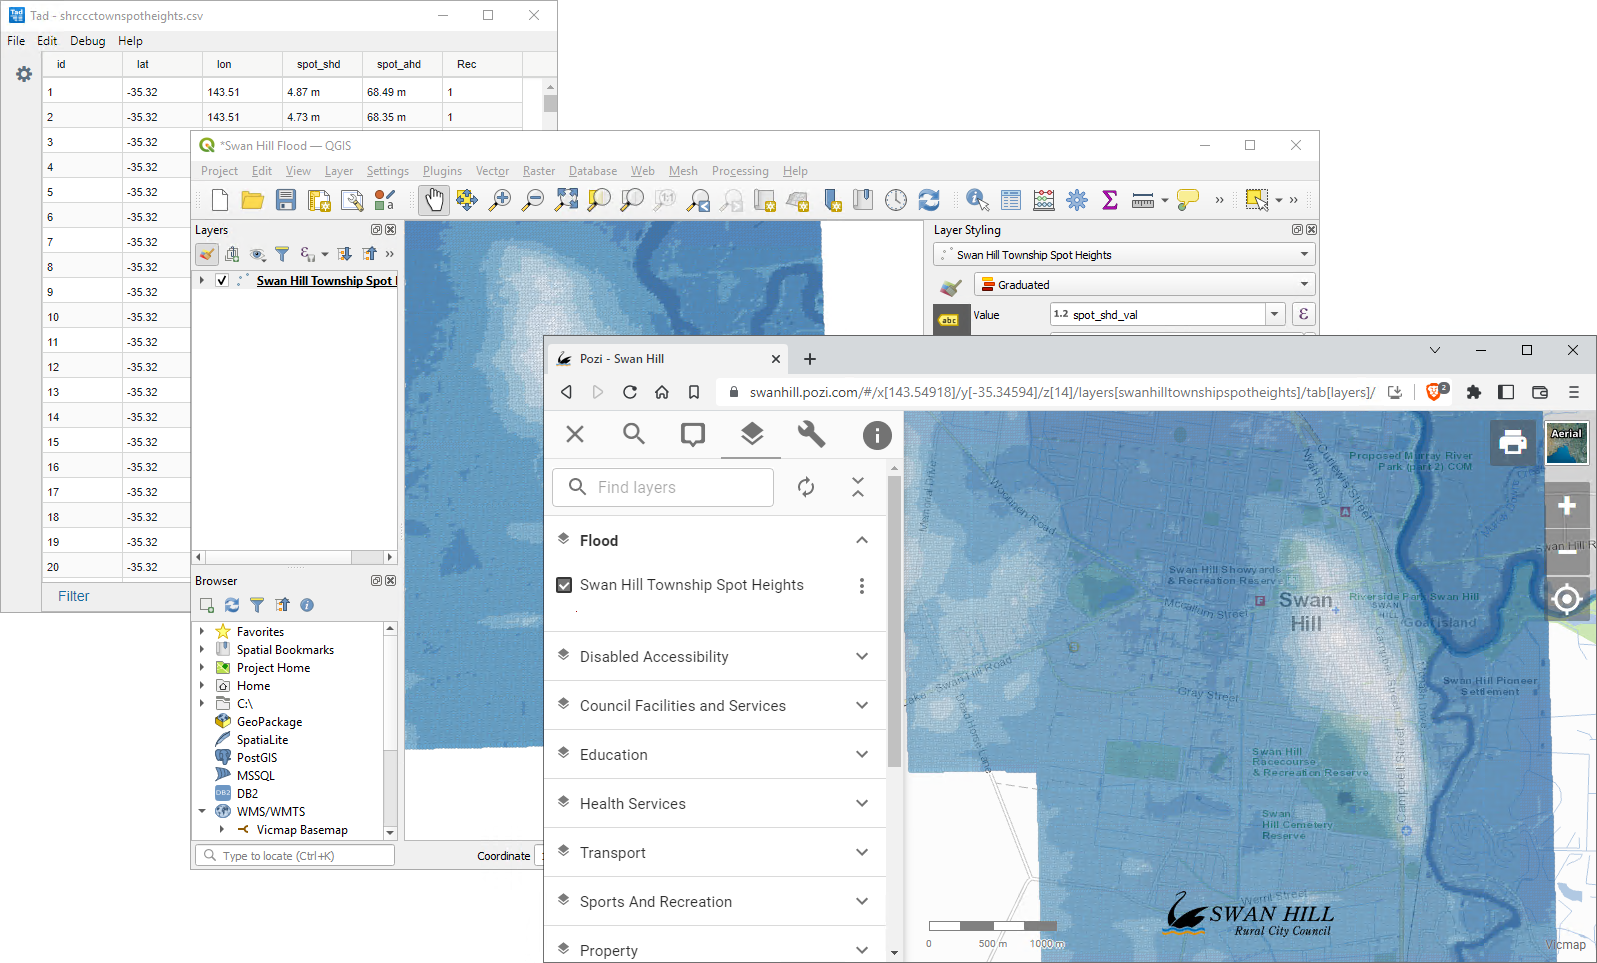 Tad - shrccctownspotheights.csv
File Edit Debug Help
id lat lon spot_shd spot_ahd Rec
1 -35.32 143.51 4.87 m 68.49 m 1
2 -35.32 143.51 4.73 m 68.35 m 1
3 -35.32
4 -35.32
5 -35.32
6 -35.32
7 -35.32
8 -35.32
9 -35.32
10 -35.32
11 -35.32
12 -35.32
13 -35.32
14 -35.32
15 -35.32
16 -35.32
17 -35.32
18 -35.32
19 -35.32
20 -35.32
Filter
*Swan Hill Flood — QGIS
Project Edit View Layer Settings Plugins Vector Raster Database Web Mesh Processing Help
Layers
Swan Hill Township Spot
Browser
Favorites
Spatial Bookmarks
Project Home
Home
C:\
GeoPackage
SpatiaLite
PostGIS
MSSQL
DB2
DB2
WMS/WMTS
Vicmap Basemap
Type to locate (Ctrl+K)
Coordinate
Layer Styling
Swan Hill Township Spot Heights
Graduated
abc
Value
1.2 spot_shd_val
Pozi - Swan Hill
swanhill.pozi.com/#/x[143.54918]/y[-35.34594]/z[14]/layers[swanhilltownshipspotheights]/tab[layers]/
2
Find layers
Flood
Swan Hill Township Spot Heights
Disabled Accessibility
Council Facilities and Services
Education
Health Services
Transport
Sports And Recreation
Property
Aerial
Proposed Murray River
Park (part 2) COM
Curlewis Street
Nyah Road
Memorial Drive
Woorinen Road
Swan Hill Showyards
& Recreation Reserve
McCallum Street
Swan
Hill
Riverside Park Swan Hill
SWAN
HILL
Goat Island
Swan Hill Road
Gray Street
Dead Horse Lane
Swan Hill Pioneer
Settlement
Swan Hill
Racecourse
& Recreation Reserve
Campbell Street
Swan
Hill Cemetery
Reserve
Werril Street
SWAN HILL
Rural City Council
0 500 m 1000 m
Vicmap